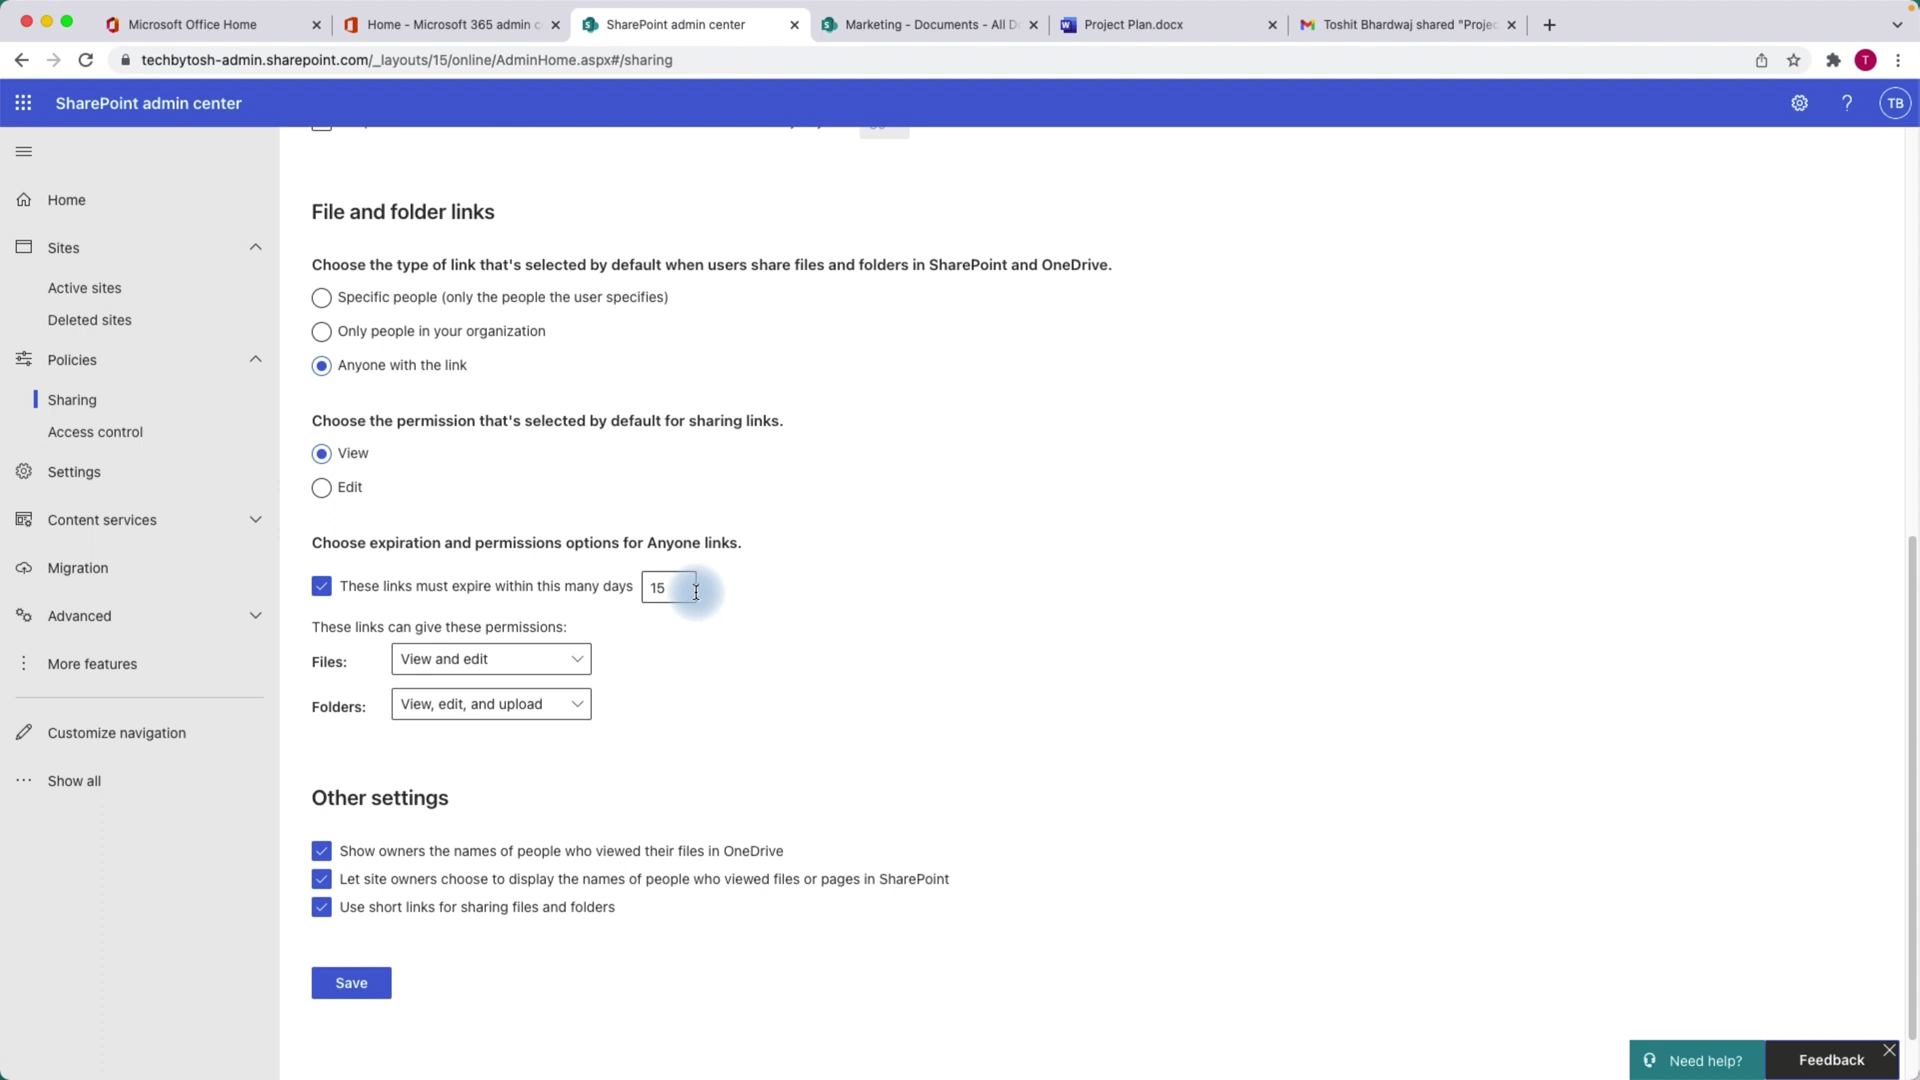 Microsoft Office Home
Home - Microsoft 365 admin c
SharePoint admin center
Marketing - Documents - All D
Project Plan.docx
Toshit Bhardwaj shared "Projec
techbytosh-admin.sharepoint.com/_layouts/15/online/AdminHome.aspx#/sharing
T
SharePoint admin center
?
TB
Home
Sites
Active sites
Deleted sites
Policies
Sharing
Access control
Settings
Content services
Migration
Advanced
More features
Customize navigation
Show all
File and folder links
Choose the type of link that's selected by default when users share files and folders in SharePoint and OneDrive.
Specific people (only the people the user specifies)
Only people in your organization
Anyone with the link
Choose the permission that's selected by default for sharing links.
View
Edit
Choose expiration and permissions options for Anyone links.
These links must expire within this many days 15
These links can give these permissions:
Files: View and edit
Folders: View, edit, and upload
Other settings
Show owners the names of people who viewed their files in OneDrive
Let site owners choose to display the names of people who viewed files or pages in SharePoint
Use short links for sharing files and folders
Save
Need help?
Feedback